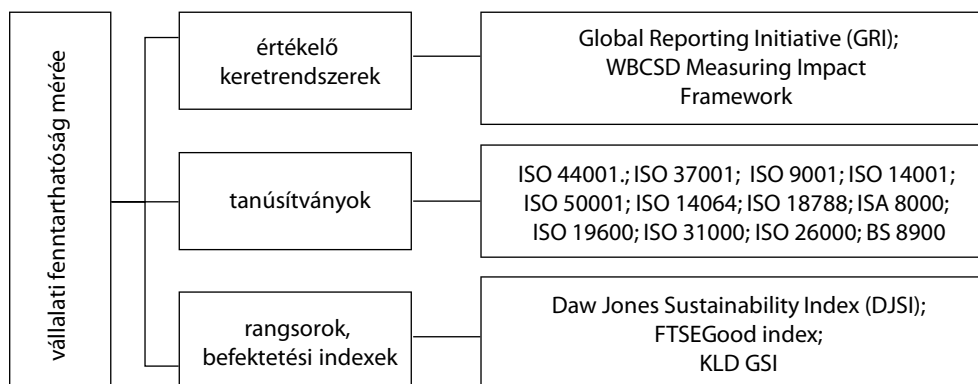 vállalati fenntarthatóság mérée
értékelő
keretrendszerek
Global Reporting Initiative (GRI);
WBCSD Measuring Impact
Framework
tanúsítványok
ISO 44001.; ISO 37001; ISO 9001; ISO 14001;
ISO 50001; ISO 14064; ISO 18788; ISA 8000;
ISO 19600; ISO 31000; ISO 26000; BS 8900
rangsorok,
befektetési indexek
Daw Jones Sustainability Index (DJSI);
FTSEGood index;
KLD GSI